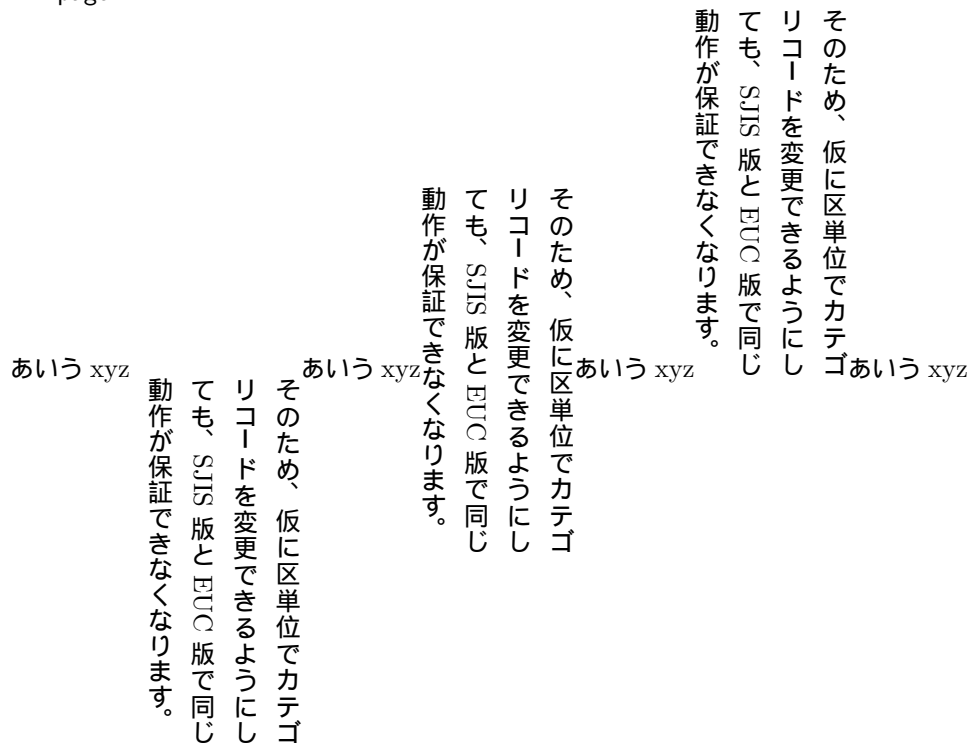 あいう xyz
そのため、仮に区単位でカテゴ
リコードを変更できるようにし
ても、SJIS 版と EUC 版で同じ
動作が保証できなくなります。
あいう xyz
そのため、仮に区単位でカテゴ
リコードを変更できるようにし
ても、SJIS 版と EUC 版で同じ
動作が保証できなくなります。
あいう xyz
そのため、仮に区単位でカテゴ
リコードを変更できるようにし
ても、SJIS 版と EUC 版で同じ
動作が保証できなくなります。
あいう xyz